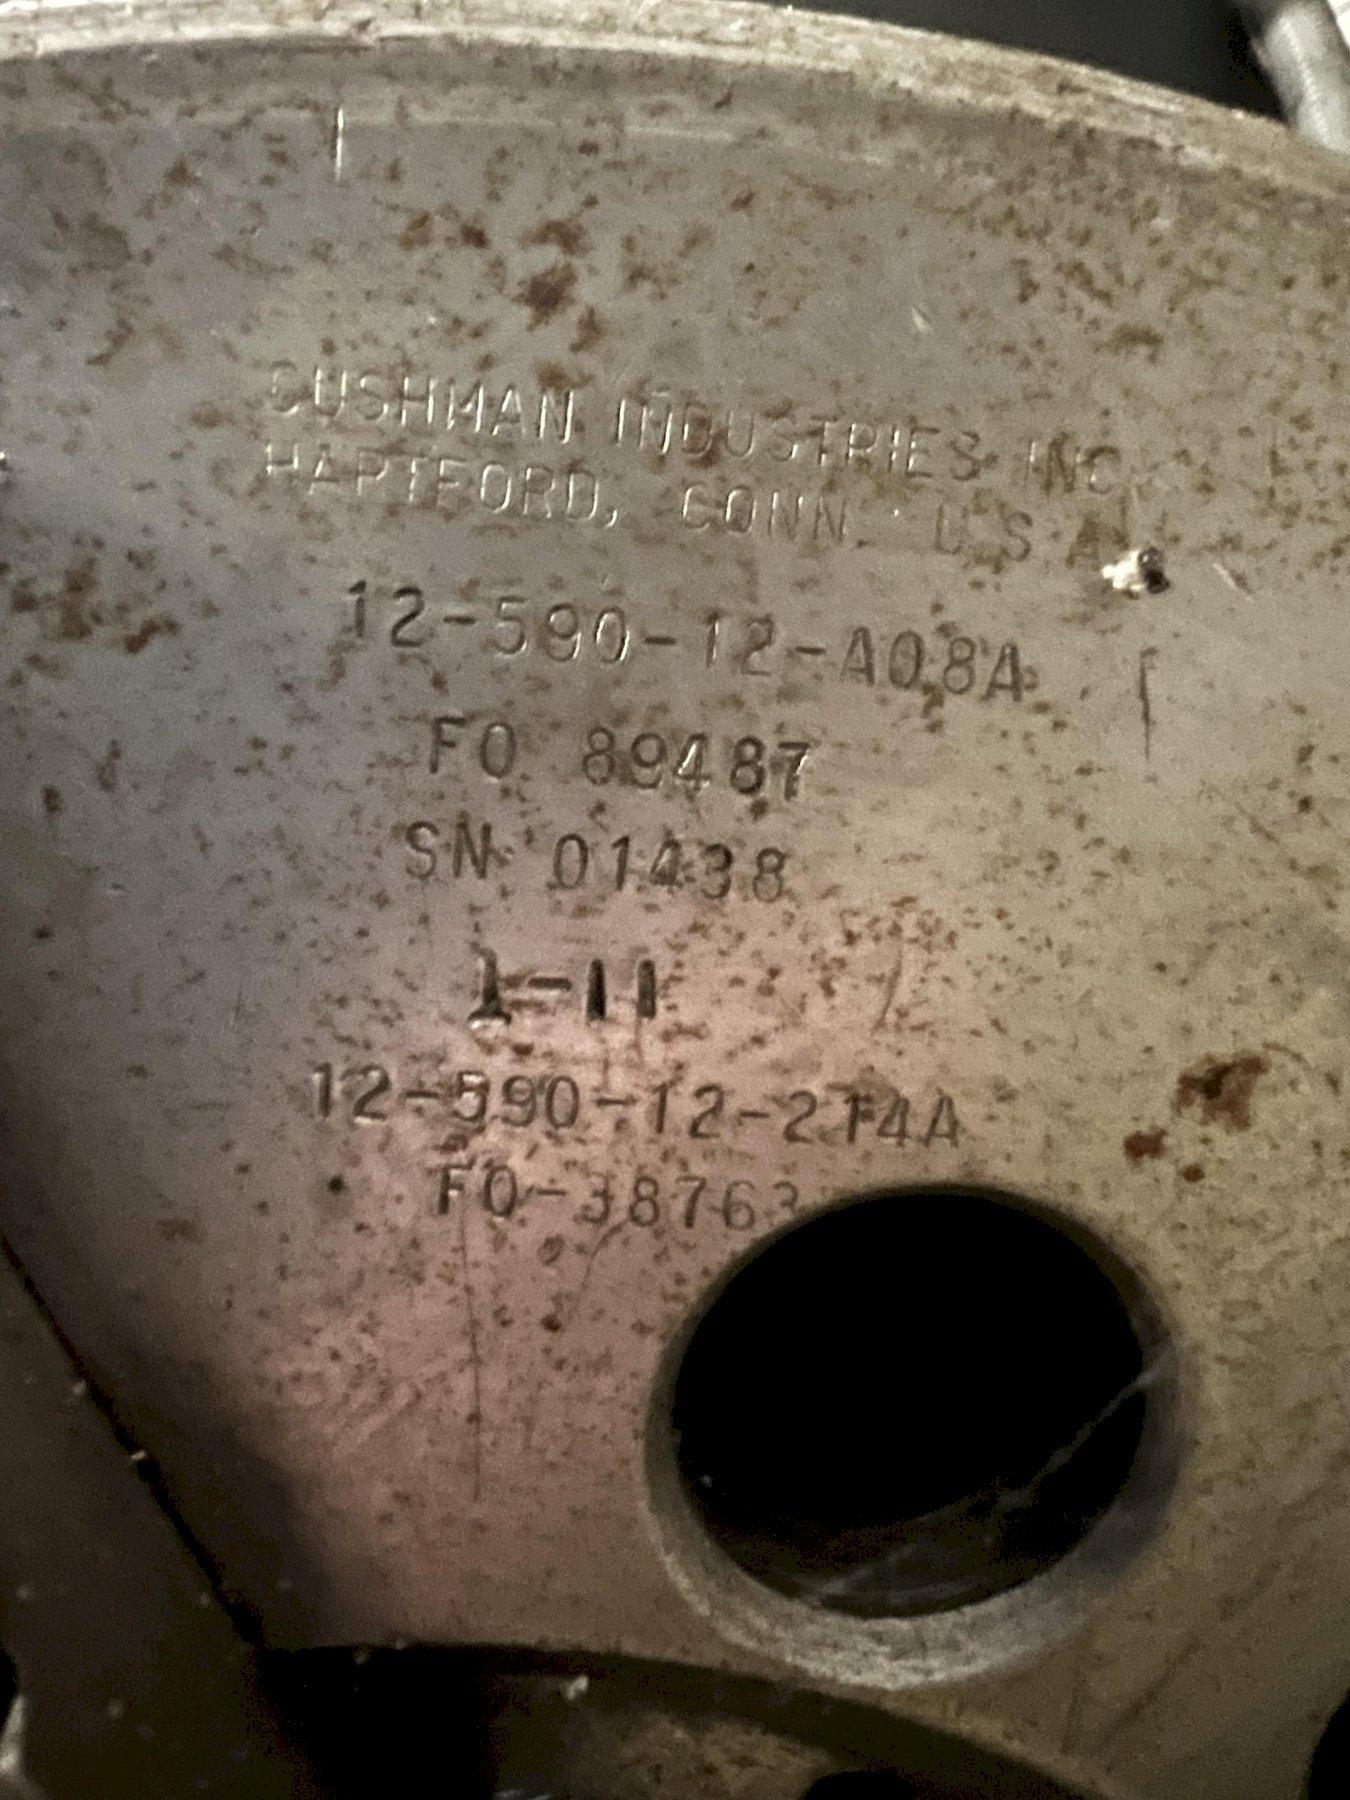 CUSHMAN INDUSTRIES INC.
HARTFORD, CONN. U.S.A.
12-590-12-A08A
FO 89487
SN 01438
1-11
12-590-12-214A
FO-38763